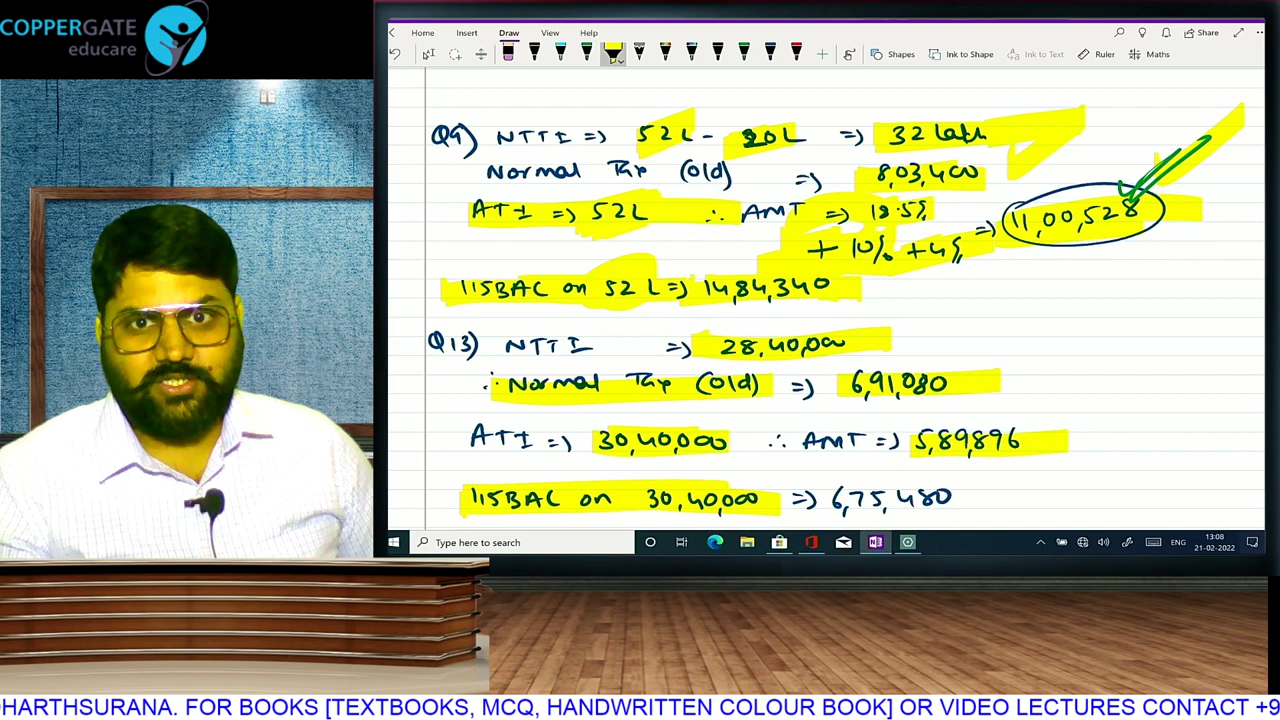 COPPERGATE
educare
Home Insert Draw View Help
Share
Shapes Ink to Shape Ink to Text Ruler Maths
Q9) NTTI => 52L - 20L => 32 lakh
Normal Tax (Old) => 8,03,400
ATI => 52L ∴ AMT => 18.5% => 11,00,528
+ 10% + 4%
115BAC on 52 L => 14,84,340
Q13) NTTI => 28,40,000
∴ Normal Tax (Old) => 6,91,080
ATI => 30,40,000 ∴ AMT => 5,89,896
115BAC on 30,40,000 => 6,75,480
Type here to search
ENG
13:08
21-02-2022
DHARTHSURANA. FOR BOOKS [TEXTBOOKS, MCQ, HANDWRITTEN COLOUR BOOK] OR VIDEO LECTURES CONTACT +9